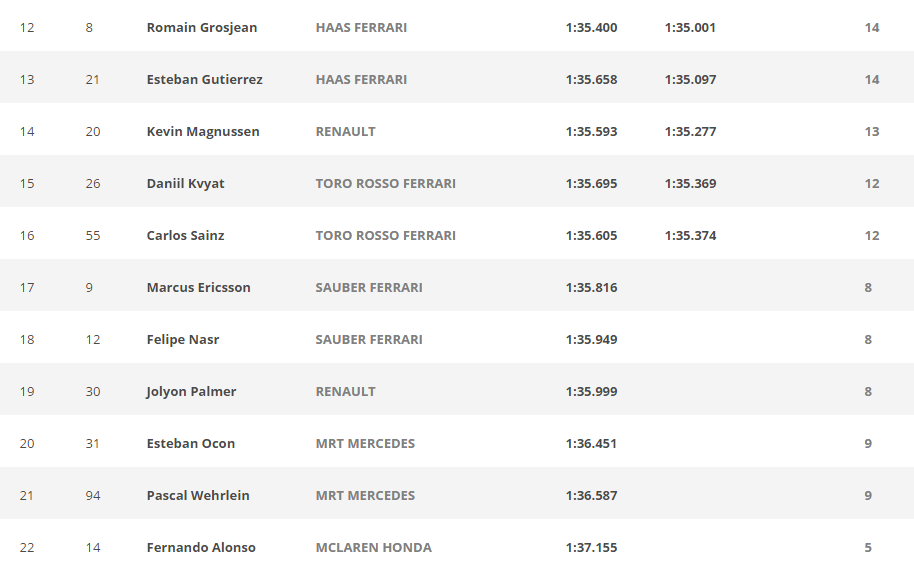 12 8 Romain Grosjean HAAS FERRARI 1:35.400 1:35.001 14
13 21 Esteban Gutierrez HAAS FERRARI 1:35.658 1:35.097 14
14 20 Kevin Magnussen RENAULT 1:35.593 1:35.277 13
15 26 Daniil Kvyat TORO ROSSO FERRARI 1:35.695 1:35.369 12
16 55 Carlos Sainz TORO ROSSO FERRARI 1:35.605 1:35.374 12
17 9 Marcus Ericsson SAUBER FERRARI 1:35.816 8
18 12 Felipe Nasr SAUBER FERRARI 1:35.949 8
19 30 Jolyon Palmer RENAULT 1:35.999 8
20 31 Esteban Ocon MRT MERCEDES 1:36.451 9
21 94 Pascal Wehrlein MRT MERCEDES 1:36.587 9
22 14 Fernando Alonso MCLAREN HONDA 1:37.155 5